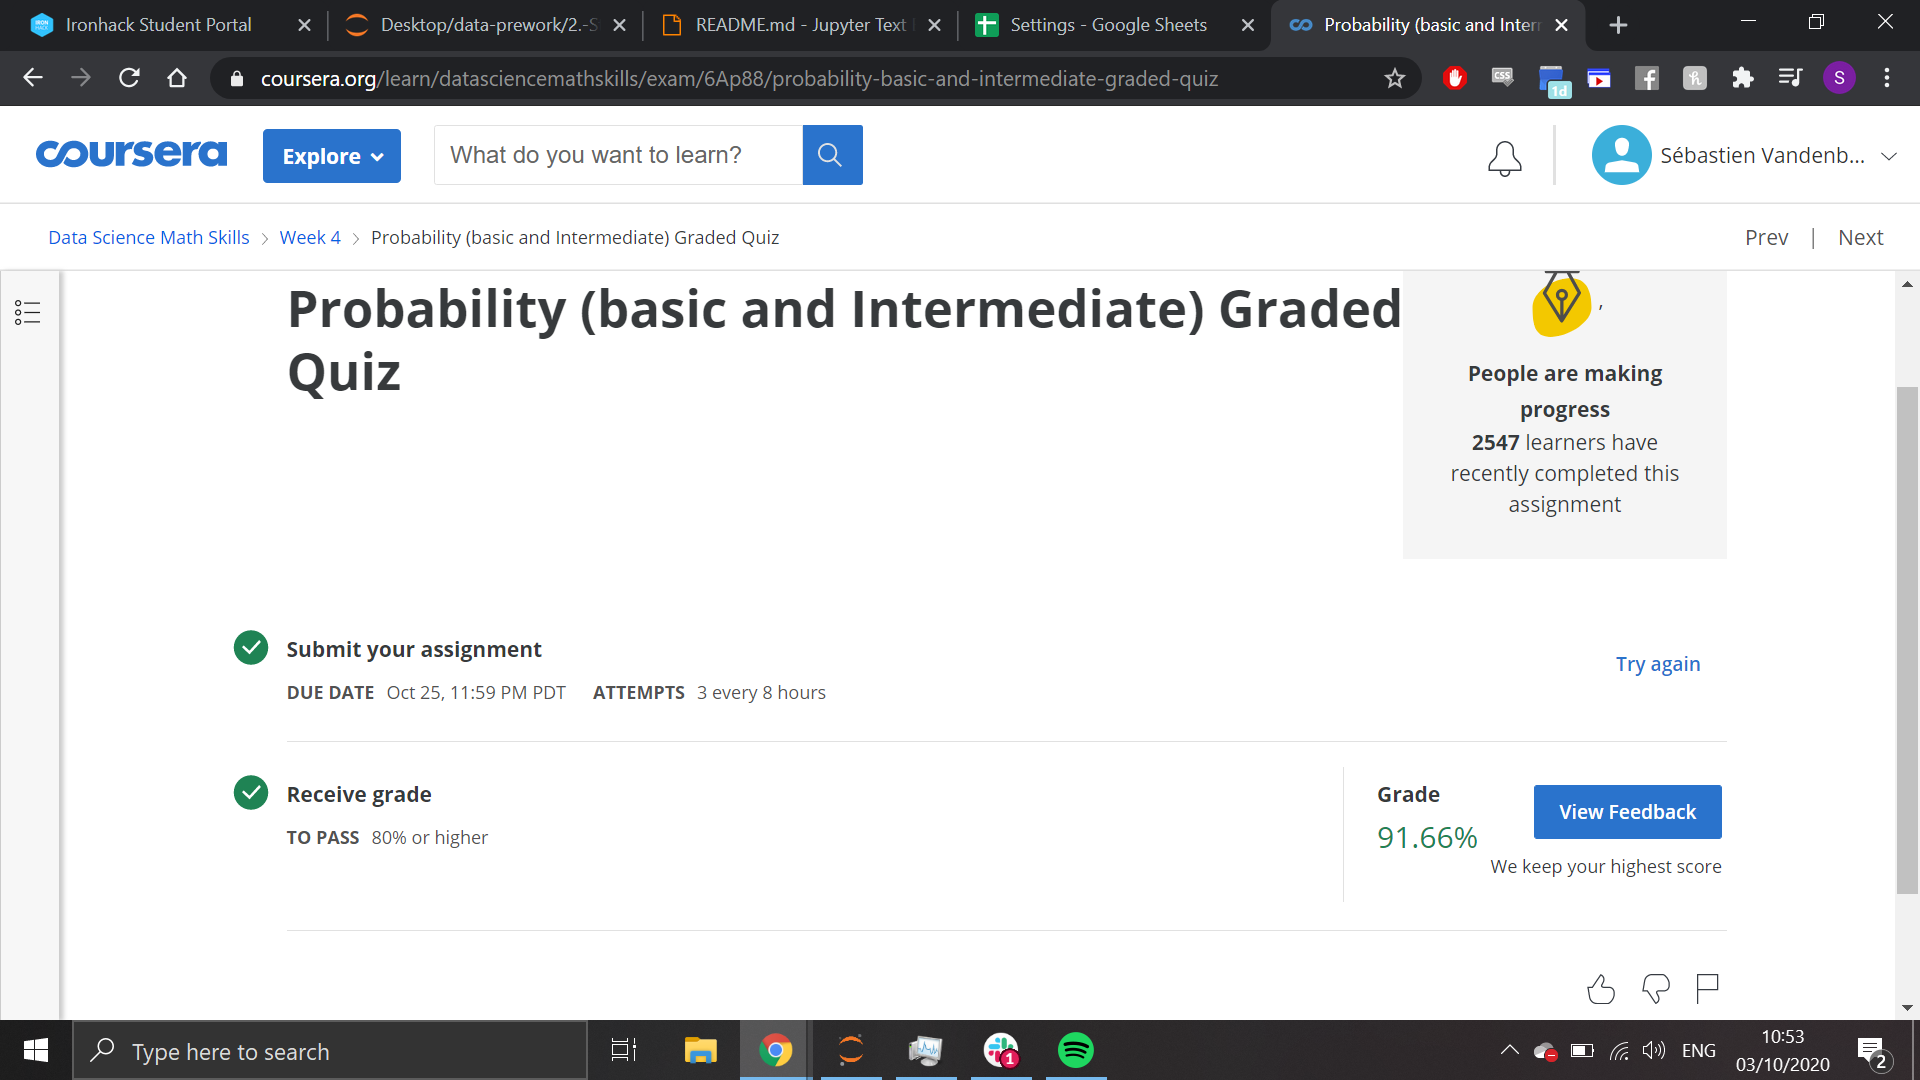 Ironhack Student Portal
Desktop/data-prework/2.-S
README.md - Jupyter Text
Settings - Google Sheets
Probability (basic and Inter
coursera.org/learn/datasciencemathskills/exam/6Ap88/probability-basic-and-intermediate-graded-quiz
CSS
1d
f
h
S
coursera
Explore
What do you want to learn?
Sébastien Vandenb...
Data Science Math Skills > Week 4 > Probability (basic and Intermediate) Graded Quiz
Prev | Next
Probability (basic and Intermediate) Graded
Quiz
,
People are making
progress
2547 learners have
recently completed this
assignment
Submit your assignment
Try again
DUE DATE Oct 25, 11:59 PM PDT ATTEMPTS 3 every 8 hours
Receive grade
TO PASS 80% or higher
Grade
91.66%
View Feedback
We keep your highest score
Type here to search
1
ENG
10:53
03/10/2020
2